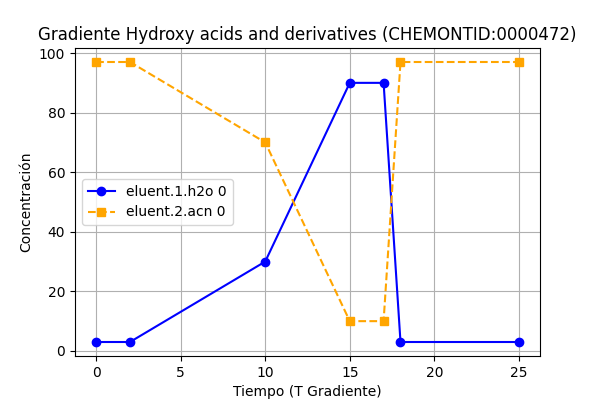 Gradiente Hydroxy acids and derivatives (CHEMONTID:0000472)
100
80
60
40
20
0
Concentración
eluent.1.h2o 0
eluent.2.acn 0
0 5 10 15 20 25
Tiempo (T Gradiente)